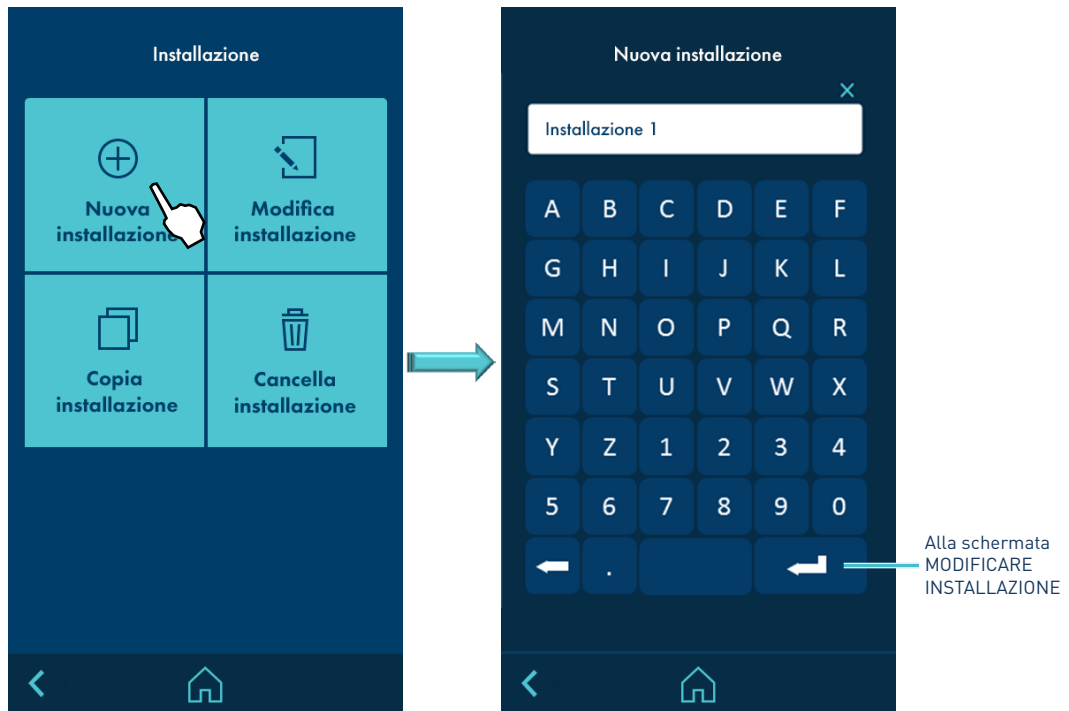 Installazione
Nuova
installazione
Modifica
installazione
Copia
installazione
Cancella
installazione
Nuova installazione
X
Installazione 1
A B C D E F
G H I J K L
M N O P Q R
S T U V W X
Y Z 1 2 3 4
5 6 7 8 9 0
.
Alla schermata
MODIFICARE
INSTALLAZIONE